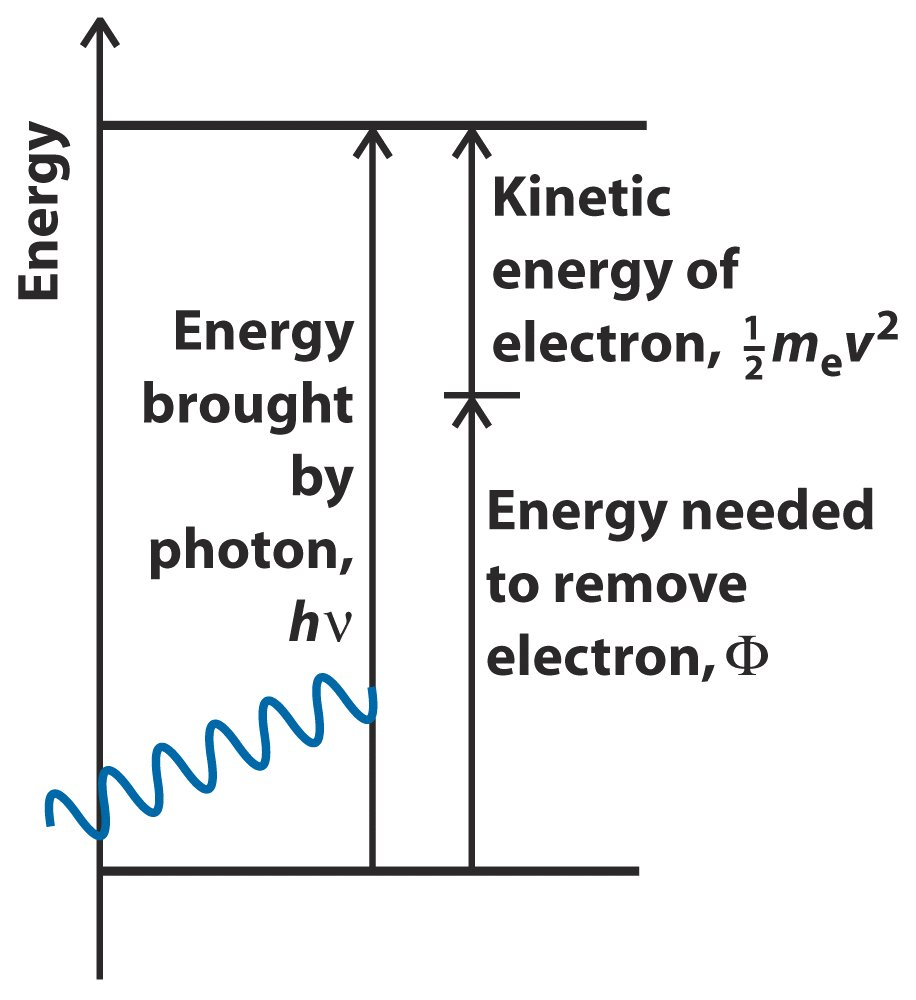 Energy
Energy
brought
by
photon,
hν
Kinetic
energy of
electron, ½mₑv²
Energy needed
to remove
electron, Φ